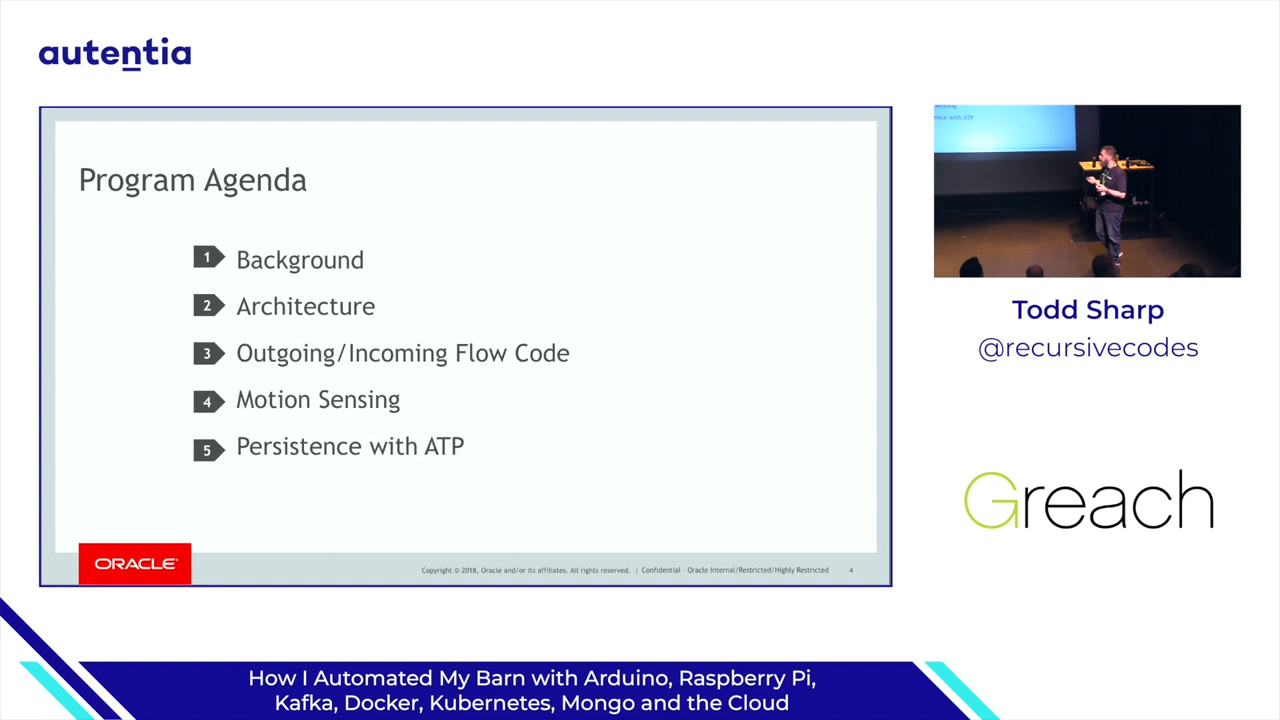 autentia
Program Agenda
1 Background
2 Architecture
3 Outgoing/Incoming Flow Code
4 Motion Sensing
5 Persistence with ATP
ORACLE®
Copyright © 2018, Oracle and/or its affiliates. All rights reserved. | Confidential – Oracle Internal/Restricted/Highly Restricted 4
with ATP
Todd Sharp
@recursivecodes
Greach
How I Automated My Barn with Arduino, Raspberry Pi,
Kafka, Docker, Kubernetes, Mongo and the Cloud